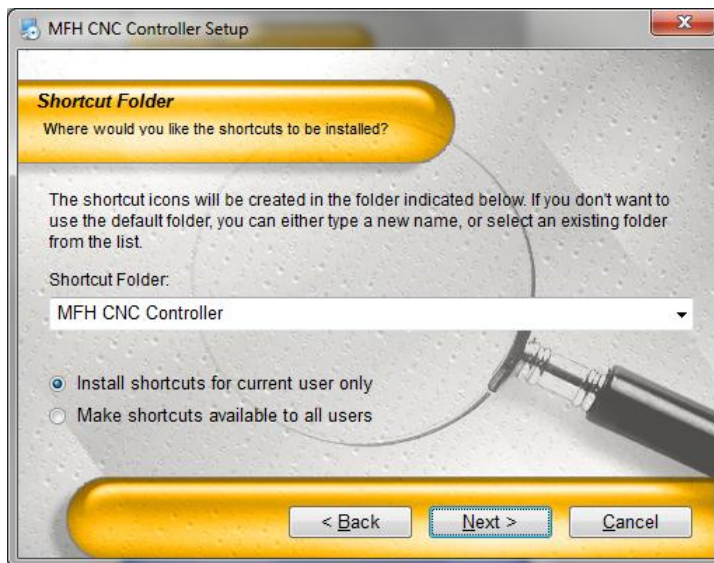 MFH CNC Controller Setup
Shortcut Folder
Where would you like the shortcuts to be installed?
The shortcut icons will be created in the folder indicated below. If you don't want to
use the default folder, you can either type a new name, or select an existing folder
from the list.
Shortcut Folder:
MFH CNC Controller
Install shortcuts for current user only
Make shortcuts available to all users
< Back
Next >
Cancel